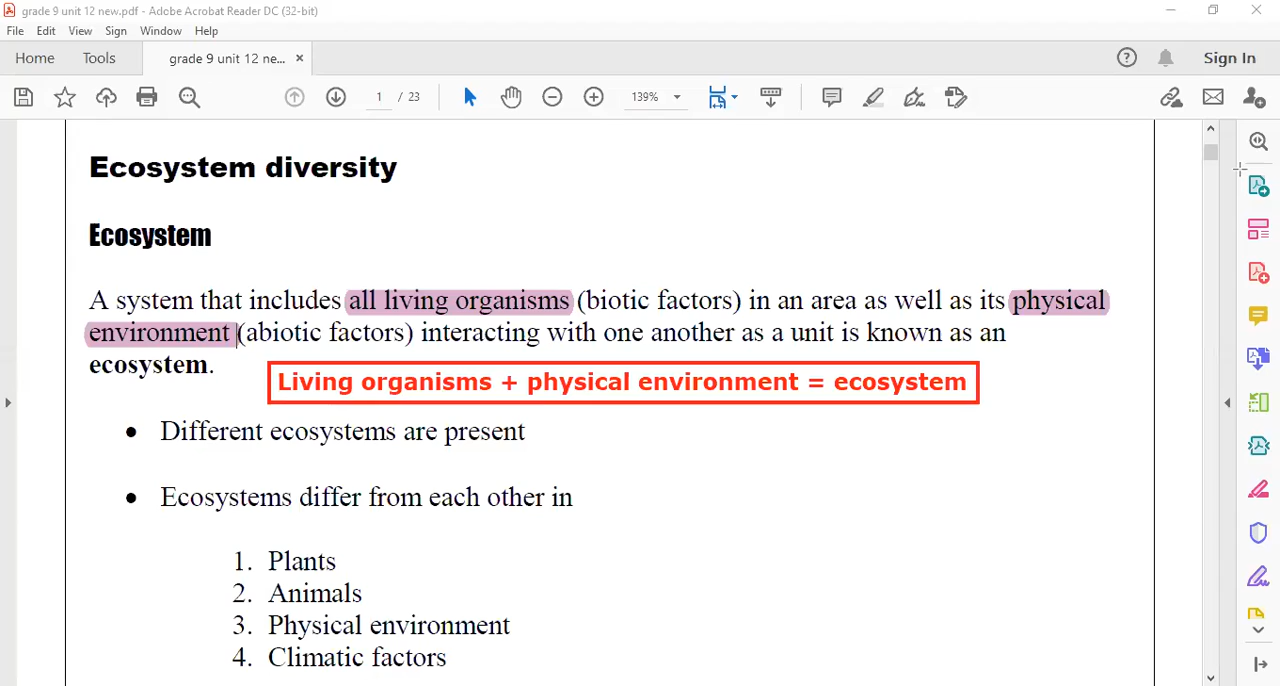 grade 9 unit 12 new.pdf - Adobe Acrobat Reader DC (32-bit)
File Edit View Sign Window Help
Home Tools grade 9 unit 12 ne... × Sign In
1 / 23 139%
Ecosystem diversity
Ecosystem
A system that includes all living organisms (biotic factors) in an area as well as its physical
environment (abiotic factors) interacting with one another as a unit is known as an
ecosystem.
Living organisms + physical environment = ecosystem
• Different ecosystems are present
• Ecosystems differ from each other in
1. Plants
2. Animals
3. Physical environment
4. Climatic factors